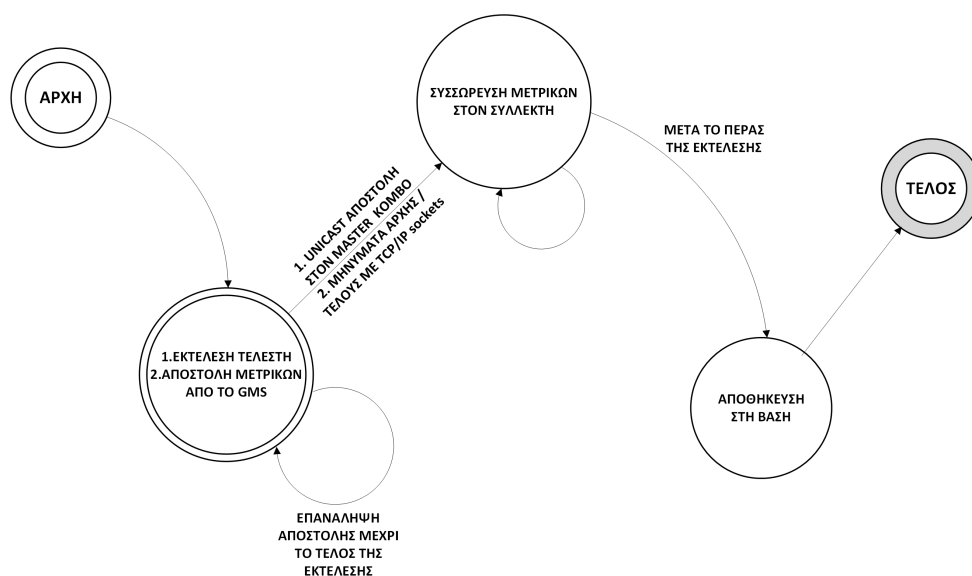 ΑΡΧΗ
ΣΥΣΣΩΡΕΥΣΗ ΜΕΤΡΙΚΩΝ
ΣΤΟΝ ΣΥΛΛΕΚΤΗ
ΜΕΤΑ ΤΟ ΠΕΡΑΣ
ΤΗΣ ΕΚΤΕΛΕΣΗΣ
ΤΕΛΟΣ
1. UNICAST ΑΠΟΣΤΟΛΗ
ΣΤΟΝ MASTER ΚΟΜΒΟ
2. ΜΗΝΥΜΑΤΑ ΑΡΧΗΣ /
ΤΕΛΟΥΣ ΜΕ TCP/IP sockets
1.ΕΚΤΕΛΕΣΗ ΤΕΛΕΣΤΗ
2.ΑΠΟΣΤΟΛΗ ΜΕΤΡΙΚΩΝ
ΑΠΟ ΤΟ GMS
ΑΠΟΘΗΚΕΥΣΗ
ΣΤΗ ΒΑΣΗ
ΕΠΑΝΑΛΗΨΗ
ΑΠΟΣΤΟΛΗΣ ΜΕΧΡΙ
ΤΟ ΤΕΛΟΣ ΤΗΣ
ΕΚΤΕΛΕΣΗΣ